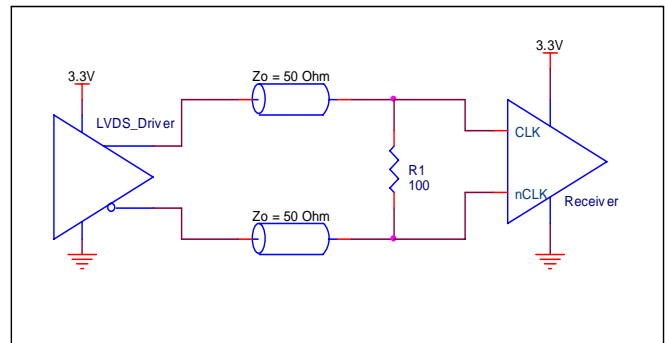 3.3V
3.3V
Zo = 50 Ohm
LVDS_Driver
CLK
R1
100
nCLK
Receiver
Zo = 50 Ohm